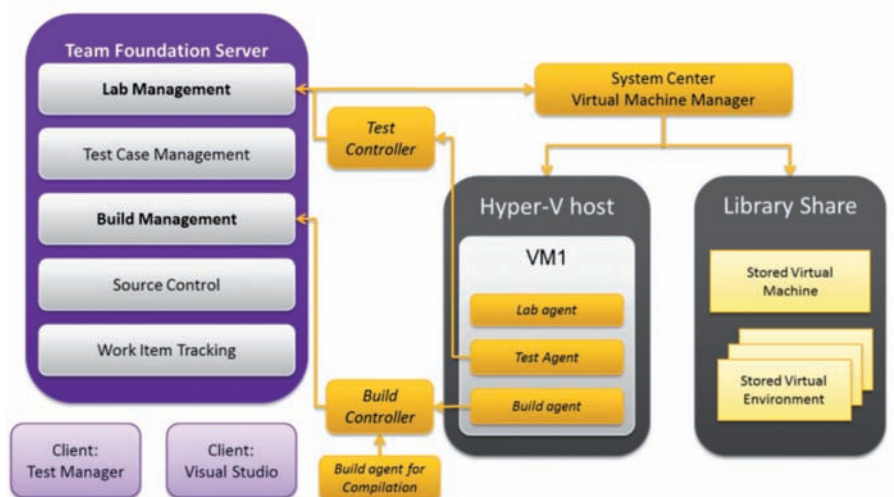 Team Foundation Server
Lab Management
Test Case Management
Build Management
Source Control
Work Item Tracking
Client:
Test Manager
Client:
Visual Studio
Test
Controller
Build
Controller
Build agent for
Compilation
System Center
Virtual Machine Manager
Hyper-V host
VM1
Lab agent
Test Agent
Build agent
Library Share
Stored Virtual
Machine
Stored Virtual
Environment